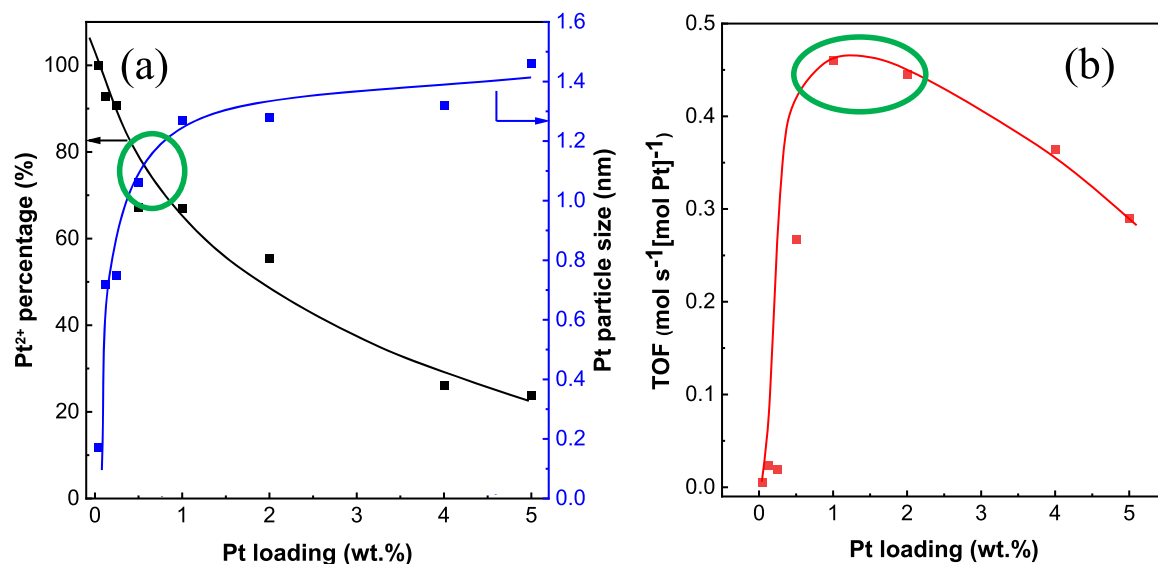 (a)
Pt²⁺ percentage (%)
100
80
60
40
20
0
0 1 2 3 4 5
Pt loading (wt.%)
1.6
1.4
1.2
1.0
0.8
0.6
0.4
0.2
0.0
Pt particle size (nm)
(b)
TOF (mol s⁻¹[mol Pt]⁻¹)
0.5
0.4
0.3
0.2
0.1
0.0
0 1 2 3 4 5
Pt loading (wt.%)